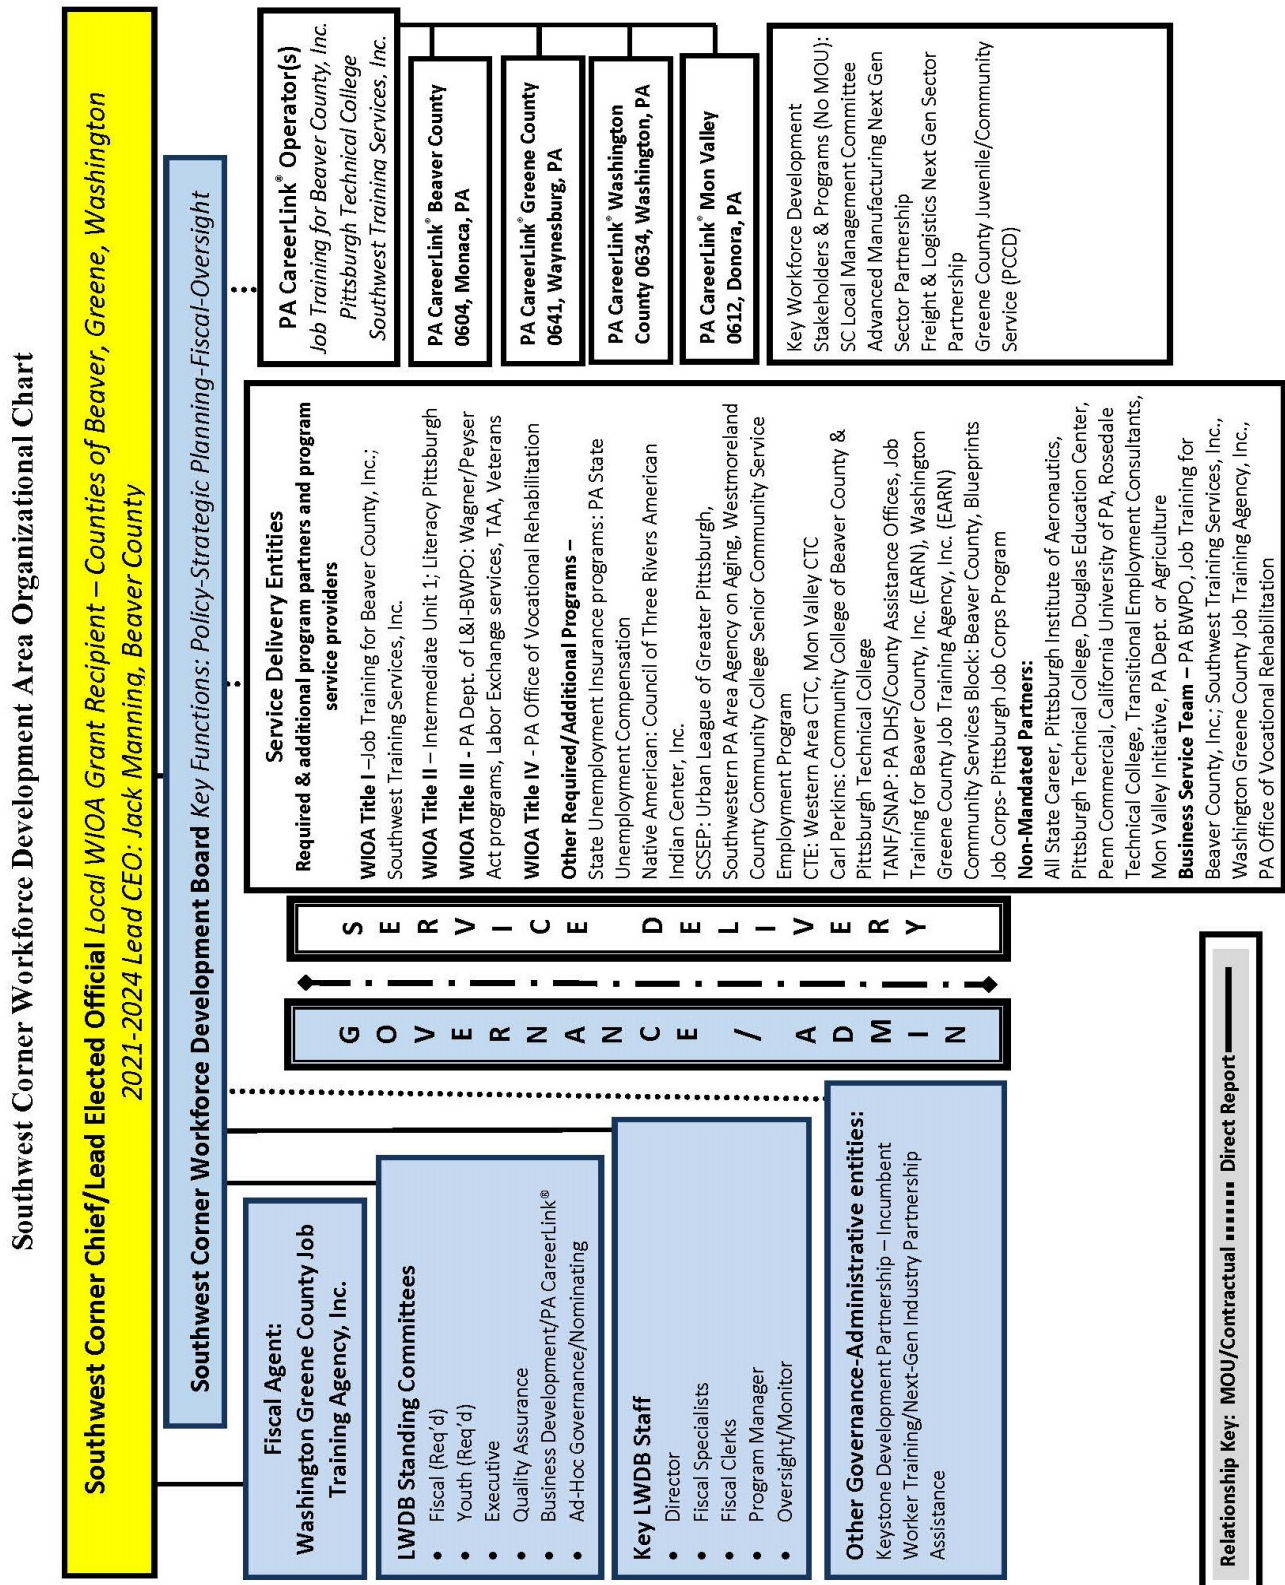 Southwest Corner Workforce Development Area Organizational Chart
Southwest Corner Chief/Lead Elected Official Local WIOA Grant Recipient – Counties of Beaver, Greene, Washington
2021-2024 Lead CEO: Jack Manning, Beaver County
Southwest Corner Workforce Development Board Key Functions: Policy-Strategic Planning-Fiscal-Oversight
Fiscal Agent:
Washington Greene County Job
Training Agency, Inc.
LWDB Standing Committees
• Fiscal (Req'd)
• Youth (Req'd)
• Executive
• Quality Assurance
• Business Development/PA CareerLink®
• Ad-Hoc Governance/Nominating
Key LWDB Staff
• Director
• Fiscal Specialists
• Fiscal Clerks
• Program Manager
• Oversight/Monitor
Other Governance-Administrative entities:
Keystone Development Partnership – Incumbent
Worker Training/Next-Gen Industry Partnership
Assistance
GOVERNANCE / ADMIN
SERVICE DELIVERY
Service Delivery Entities
Required & additional program partners and program
service providers
WIOA Title I –Job Training for Beaver County, Inc.;
Southwest Training Services, Inc.
WIOA Title II – Intermediate Unit 1; Literacy Pittsburgh
WIOA Title III - PA Dept. of L&I-BWPO: Wagner/Peyser
Act programs, Labor Exchange services, TAA, Veterans
WIOA Title IV - PA Office of Vocational Rehabilitation
Other Required/Additional Programs –
State Unemployment Insurance programs: PA State
Unemployment Compensation
Native American: Council of Three Rivers American
Indian Center, Inc.
SCSEP: Urban League of Greater Pittsburgh,
Southwestern PA Area Agency on Aging, Westmoreland
County Community College Senior Community Service
Employment Program
CTE: Western Area CTC, Mon Valley CTC
Carl Perkins: Community College of Beaver County &
Pittsburgh Technical College
TANF/SNAP: PA DHS/County Assistance Offices, Job
Training for Beaver County, Inc. (EARN), Washington
Greene County Job Training Agency, Inc. (EARN)
Community Services Block: Beaver County, Blueprints
Job Corps- Pittsburgh Job Corps Program
Non-Mandated Partners:
All State Career, Pittsburgh Institute of Aeronautics,
Pittsburgh Technical College, Douglas Education Center,
Penn Commercial, California University of PA, Rosedale
Technical College, Transitional Employment Consultants,
Mon Valley Initiative, PA Dept. or Agriculture
Business Service Team – PA BWPO, Job Training for
Beaver County, Inc.; Southwest Training Services, Inc.,
Washington Greene County Job Training Agency, Inc.,
PA Office of Vocational Rehabilitation
PA CareerLink® Operator(s)
Job Training for Beaver County, Inc.
Pittsburgh Technical College
Southwest Training Services, Inc.
PA CareerLink® Beaver County
0604, Monaca, PA
PA CareerLink® Greene County
0641, Waynesburg, PA
PA CareerLink® Washington
County 0634, Washington, PA
PA CareerLink® Mon Valley
0612, Donora, PA
Key Workforce Development
Stakeholders & Programs (No MOU):
SC Local Management Committee
Advanced Manufacturing Next Gen
Sector Partnership
Freight & Logistics Next Gen Sector
Partnership
Greene County Juvenile/Community
Service (PCCD)
Relationship Key: MOU/Contractual Direct Report